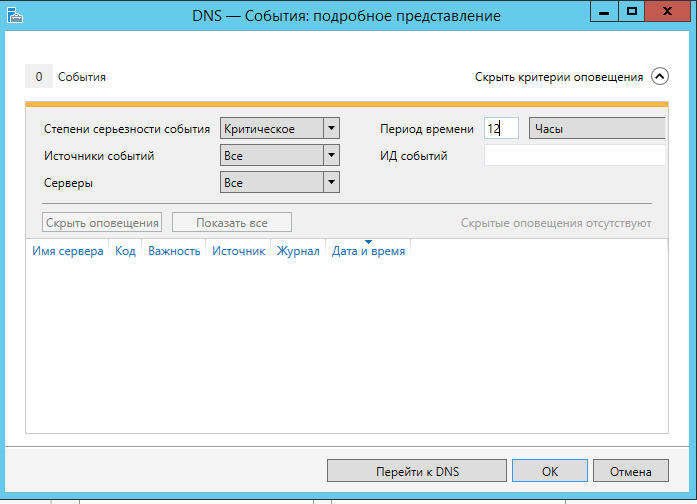 DNS — События: подробное представление
0 События Скрыть критерии оповещения
Степени серьезности события Критическое Период времени 12 Часы
Источники событий Все ИД событий
Серверы Все
Скрыть оповещения Показать все Скрытые оповещения отсутствуют
Имя сервера Код Важность Источник Журнал Дата и время
Перейти к DNS ОК Отмена